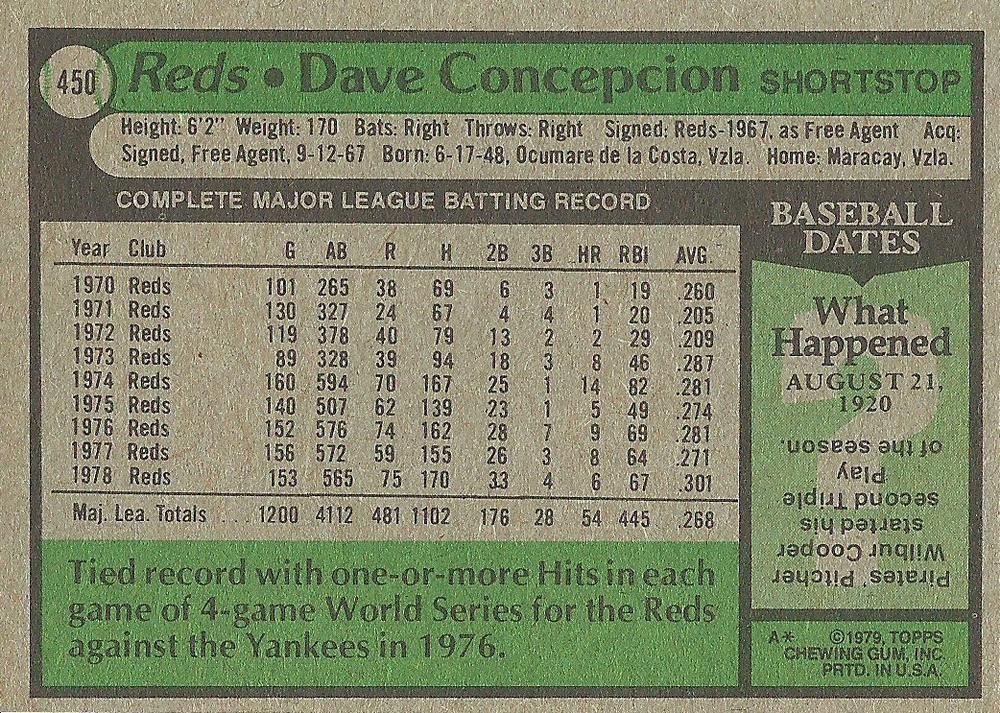 450 Reds • Dave Concepcion SHORTSTOP
Height: 6'2" Weight: 170 Bats: Right Throws: Right Signed: Reds-1967, as Free Agent Acq:
Signed, Free Agent, 9-12-67 Born: 6-17-48, Ocumare de la Costa, Vzla. Home: Maracay, Vzla.
COMPLETE MAJOR LEAGUE BATTING RECORD
Year Club G AB R H 2B 3B HR RBI AVG.
1970 Reds 101 265 38 69 6 3 1 19 .260
1971 Reds 130 327 24 67 4 4 1 20 .205
1972 Reds 119 378 40 79 13 2 2 29 .209
1973 Reds 89 328 39 94 18 3 8 46 .287
1974 Reds 160 594 70 167 25 1 14 82 .281
1975 Reds 140 507 62 139 23 1 5 49 .274
1976 Reds 152 576 74 162 28 7 9 69 .281
1977 Reds 156 572 59 155 26 3 8 64 .271
1978 Reds 153 565 75 170 33 4 6 67 .301
Maj. Lea. Totals ... 1200 4112 481 1102 176 28 54 445 .268
Tied record with one-or-more Hits in each
game of 4-game World Series for the Reds
against the Yankees in 1976.
BASEBALL
DATES
What
Happened
AUGUST 21,
1920
Pirates' Pitcher
Wilbur Cooper
started his
second Triple
Play
of the season.
A* ©1979, TOPPS
CHEWING GUM, INC.
PRTD. IN U.S.A.